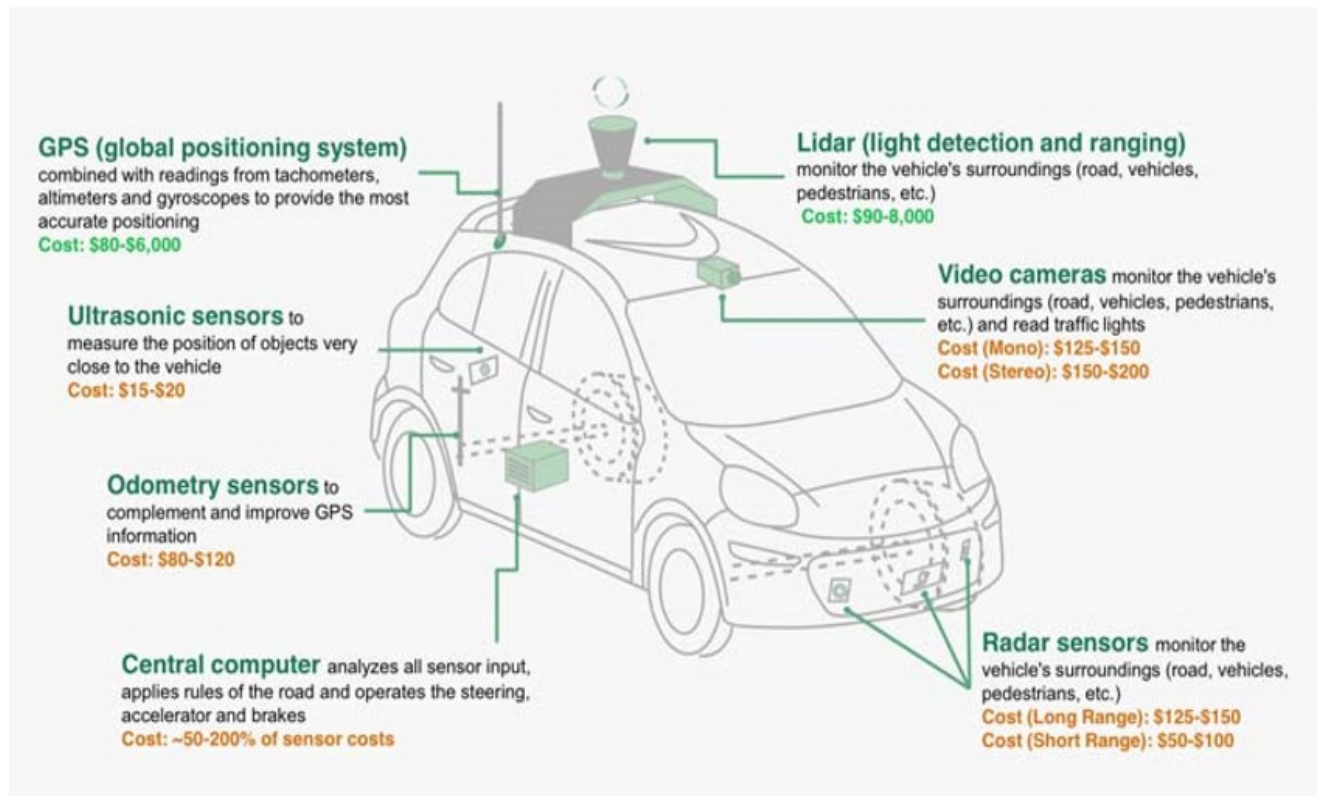 GPS (global positioning system)
combined with readings from tachometers,
altimeters and gyroscopes to provide the most
accurate positioning
Cost: $80-$6,000
Lidar (light detection and ranging)
monitor the vehicle's surroundings (road, vehicles,
pedestrians, etc.)
Cost: $90-8,000
Ultrasonic sensors to
measure the position of objects very
close to the vehicle
Cost: $15-$20
Video cameras monitor the vehicle's
surroundings (road, vehicles, pedestrians,
etc.) and read traffic lights
Cost (Mono): $125-$150
Cost (Stereo): $150-$200
Odometry sensors to
complement and improve GPS
information
Cost: $80-$120
Central computer analyzes all sensor input,
applies rules of the road and operates the steering,
accelerator and brakes
Cost: ~50-200% of sensor costs
Radar sensors monitor the
vehicle's surroundings (road, vehicles,
pedestrians, etc.)
Cost (Long Range): $125-$150
Cost (Short Range): $50-$100